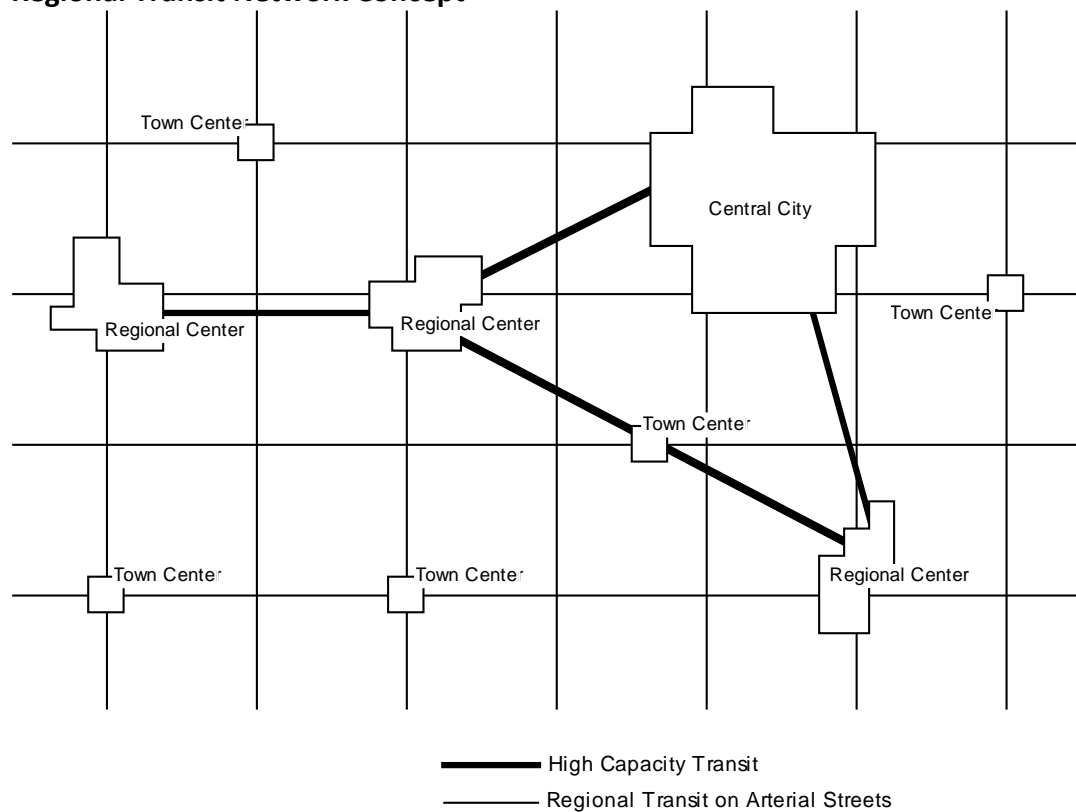 Regional Transit Network Concept
Town Center
Central City
Town Cente
Regional Center
Regional Center
Town Center
Town Center
Town Center
Regional Center
High Capacity Transit
Regional Transit on Arterial Streets